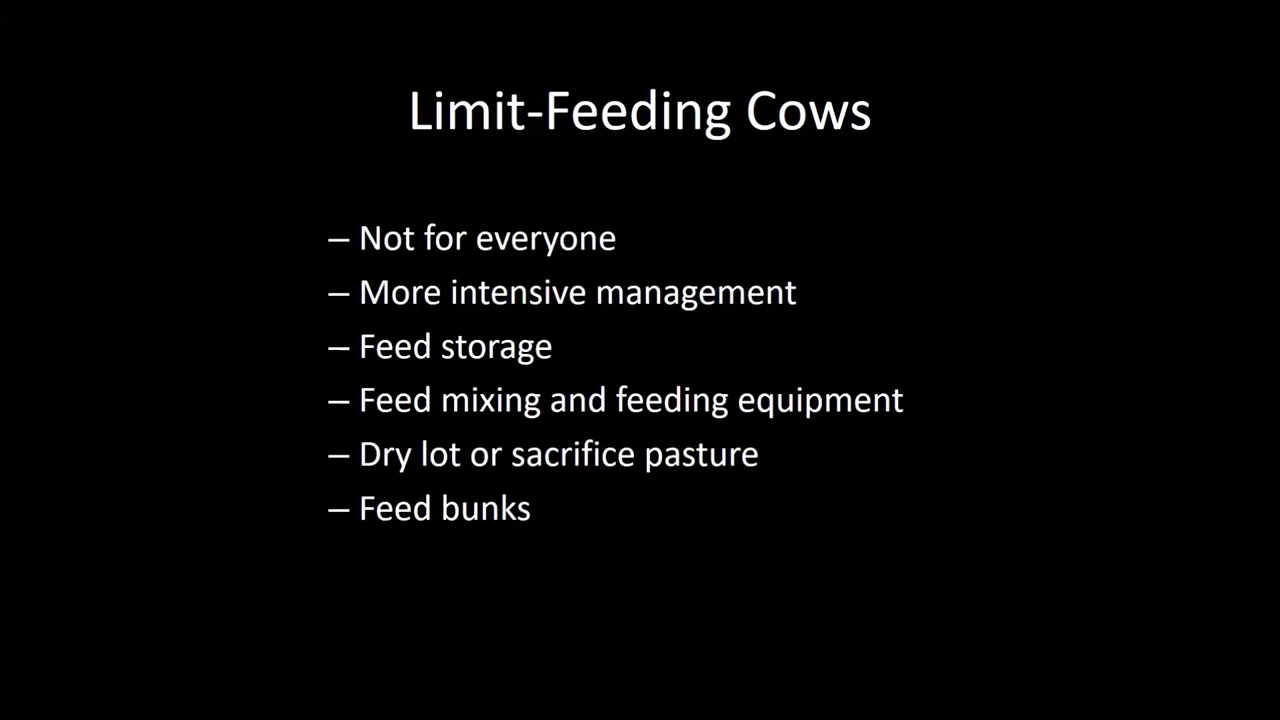 Limit-Feeding Cows
– Not for everyone
– More intensive management
– Feed storage
– Feed mixing and feeding equipment
– Dry lot or sacrifice pasture
– Feed bunks